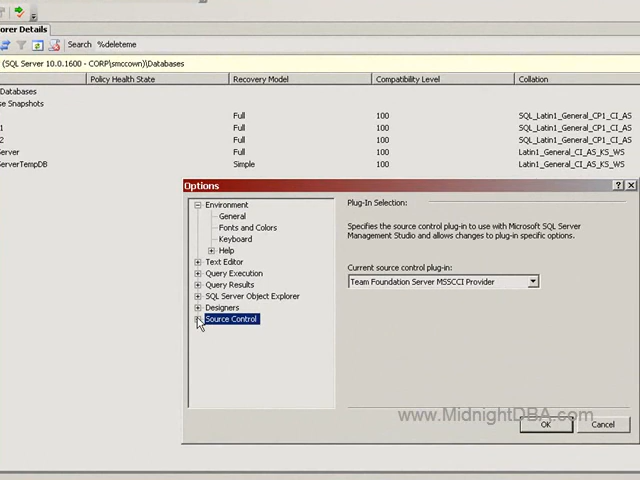 orer Details
Search %deleteme
(SQL Server 10.0.1600 - CORP\smccown)\Databases
Policy Health State Recovery Model Compatibility Level Collation
Databases
se Snapshots
1 Full 100 SQL_Latin1_General_CP1_CI_AS
2 Full 100 SQL_Latin1_General_CP1_CI_AS
Server Full 100 Latin1_General_CI_AS_KS_WS
ServerTempDB Simple 100 Latin1_General_CI_AS_KS_WS
Options
Environment
General
Fonts and Colors
Keyboard
Help
Text Editor
Query Execution
Query Results
SQL Server Object Explorer
Designers
Source Control
Plug-In Selection:
Specifies the source control plug-in to use with Microsoft SQL Server
Management Studio and allows changes to plug-in specific options.
Current source control plug-in:
Team Foundation Server MSSCCI Provider
www.MidnightDBA.com
OK Cancel